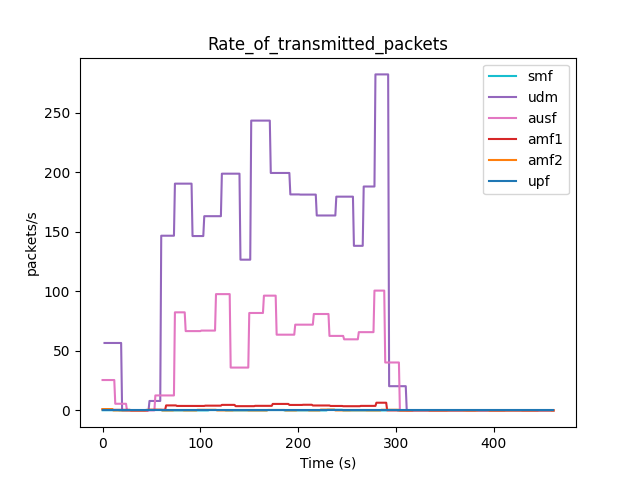 Rate_of_transmitted_packets
packets/s
250
200
150
100
50
0
smf
udm
ausf
amf1
amf2
upf
0
100
200
300
400
Time (s)